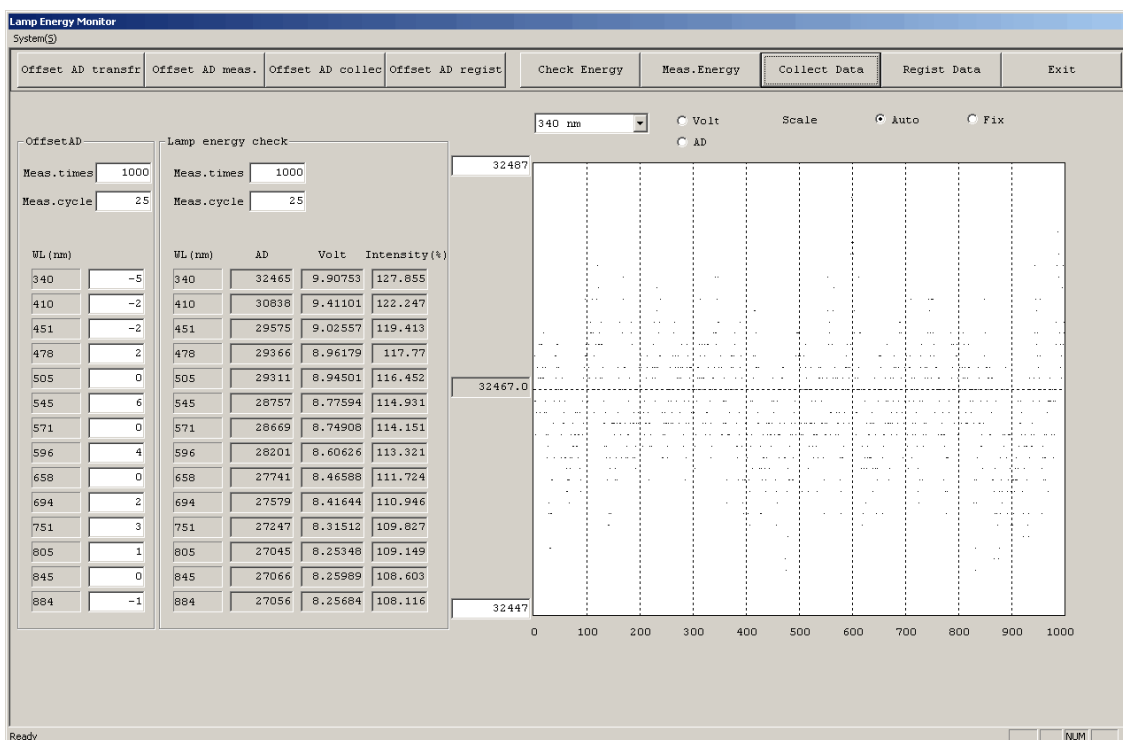 Lamp Energy Monitor
System(S)
Offset AD transfr Offset AD meas. Offset AD collec Offset AD regist Check Energy Meas.Energy Collect Data Regist Data Exit
340 nm Volt Scale Auto Fix
AD
OffsetAD Lamp energy check
Meas.times 1000 Meas.times 1000
Meas.cycle 25 Meas.cycle 25
WL(nm) WL(nm) AD Volt Intensity(%)
340 -5 340 32465 9.90753 127.855
410 -2 410 30838 9.41101 122.247
451 -2 451 29575 9.02557 119.413
478 2 478 29366 8.96179 117.77
505 0 505 29311 8.94501 116.452
545 6 545 28757 8.77594 114.931
571 0 571 28669 8.74908 114.151
596 4 596 28201 8.60626 113.321
658 0 658 27741 8.46588 111.724
694 2 694 27579 8.41644 110.946
751 3 751 27247 8.31512 109.827
805 1 805 27045 8.25348 109.149
845 0 845 27066 8.25989 108.603
884 -1 884 27056 8.25684 108.116
32487
32467.0
32447
0 100 200 300 400 500 600 700 800 900 1000
Ready NUM